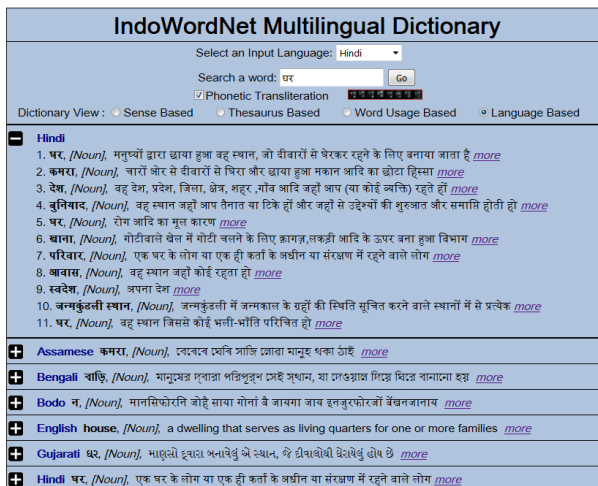 IndoWordNet Multilingual Dictionary
Select an Input Language: Hindi
Search a word: घर Go
Phonetic Transliteration
Dictionary View : Sense Based Thesaurus Based Word Usage Based Language Based
Hindi
1. घर, [Noun], मनुष्यों द्वारा छाया हुआ वह स्थान, जो दीवारों से घेरकर रहने के लिए बनाया जाता है more
2. कमरा, [Noun], चारों ओर से दीवारों से घिरा और छाया हुआ मकान आदि का छोटा हिस्सा more
3. देश, [Noun], वह देश, प्रदेश, जिला, क्षेत्र, शहर ,गाँव आदि जहाँ आप (या कोई व्यक्ति) रहते हों more
4. बुनियाद, [Noun], वह स्थान जहाँ आप तैनात या टिके हों और जहाँ से उद्देश्यों की शुरुआत और समाप्ति होती हो more
5. घर, [Noun], रोग आदि का मूल कारण more
6. खाना, [Noun], गोटीवाले खेल में गोटी चलने के लिए काग़ज़,लकड़ी आदि के ऊपर बना हुआ विभाग more
7. परिवार, [Noun], एक घर के लोग या एक ही कर्ता के अधीन या संरक्षण में रहने वाले लोग more
8. आवास, [Noun], वह स्थान जहाँ कोई रहता हो more
9. स्वदेश, [Noun], अपना देश more
10. जन्मकुंडली स्थान, [Noun], जन्मकुंडली में जन्मकाल के ग्रहों की स्थिति सूचित करने वाले स्थानों में से प्रत्येक more
11. घर, [Noun], वह स्थान जिससे कोई भली-भाँति परिचित हो more
Assamese कमरा, [Noun], মানুহ থকা ঠাই more
Bengali বাড়ি, [Noun], মানুষের দ্বারা পরিপূরণ সেই স্থান, যা দেওয়াল দিয়ে ঘিরে বানানো হয় more
Bodo न, [Noun], मानसिफोरनि जोहै साया गोनां बै जायगा जाय इनजुरफोरजों बेंखनजानाय more
English house, [Noun], a dwelling that serves as living quarters for one or more families more
Gujarati ઘર, [Noun], માણસો દ્વારા બનાવેલું એ સ્થાન, જે દીવાલોથી ઘેરાયેલું હોય છે more
Hindi घर, [Noun], एक घर के लोग या एक ही कर्ता के अधीन या संरक्षण में रहने वाले लोग more